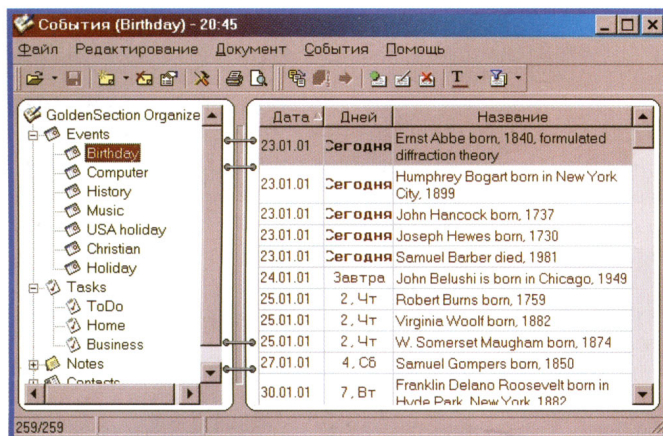 События (Birthday) - 20:45
Файл Редактирование Документ События Помощь
GoldenSection Organize
Events
Birthday
Computer
History
Music
USA holiday
Christian
Holiday
Tasks
ToDo
Home
Business
Notes
Contacts
Дата Дней Название
23.01.01 Сегодня Ernst Abbe born, 1840, formulated
diffraction theory
23.01.01 Сегодня Humphrey Bogart born in New York
City, 1899
23.01.01 Сегодня John Hancock born, 1737
23.01.01 Сегодня Joseph Hewes born, 1730
23.01.01 Сегодня Samuel Barber died, 1981
24.01.01 Завтра John Belushi is born in Chicago, 1949
25.01.01 2, Чт Robert Burns born, 1759
25.01.01 2, Чт Virginia Woolf born, 1882
25.01.01 2, Чт W. Somerset Maugham born, 1874
27.01.01 4, Сб Samuel Gompers born, 1850
30.01.01 7, Вт Franklin Delano Roosevelt born in
Hyde Park, New York, 1882
259/259